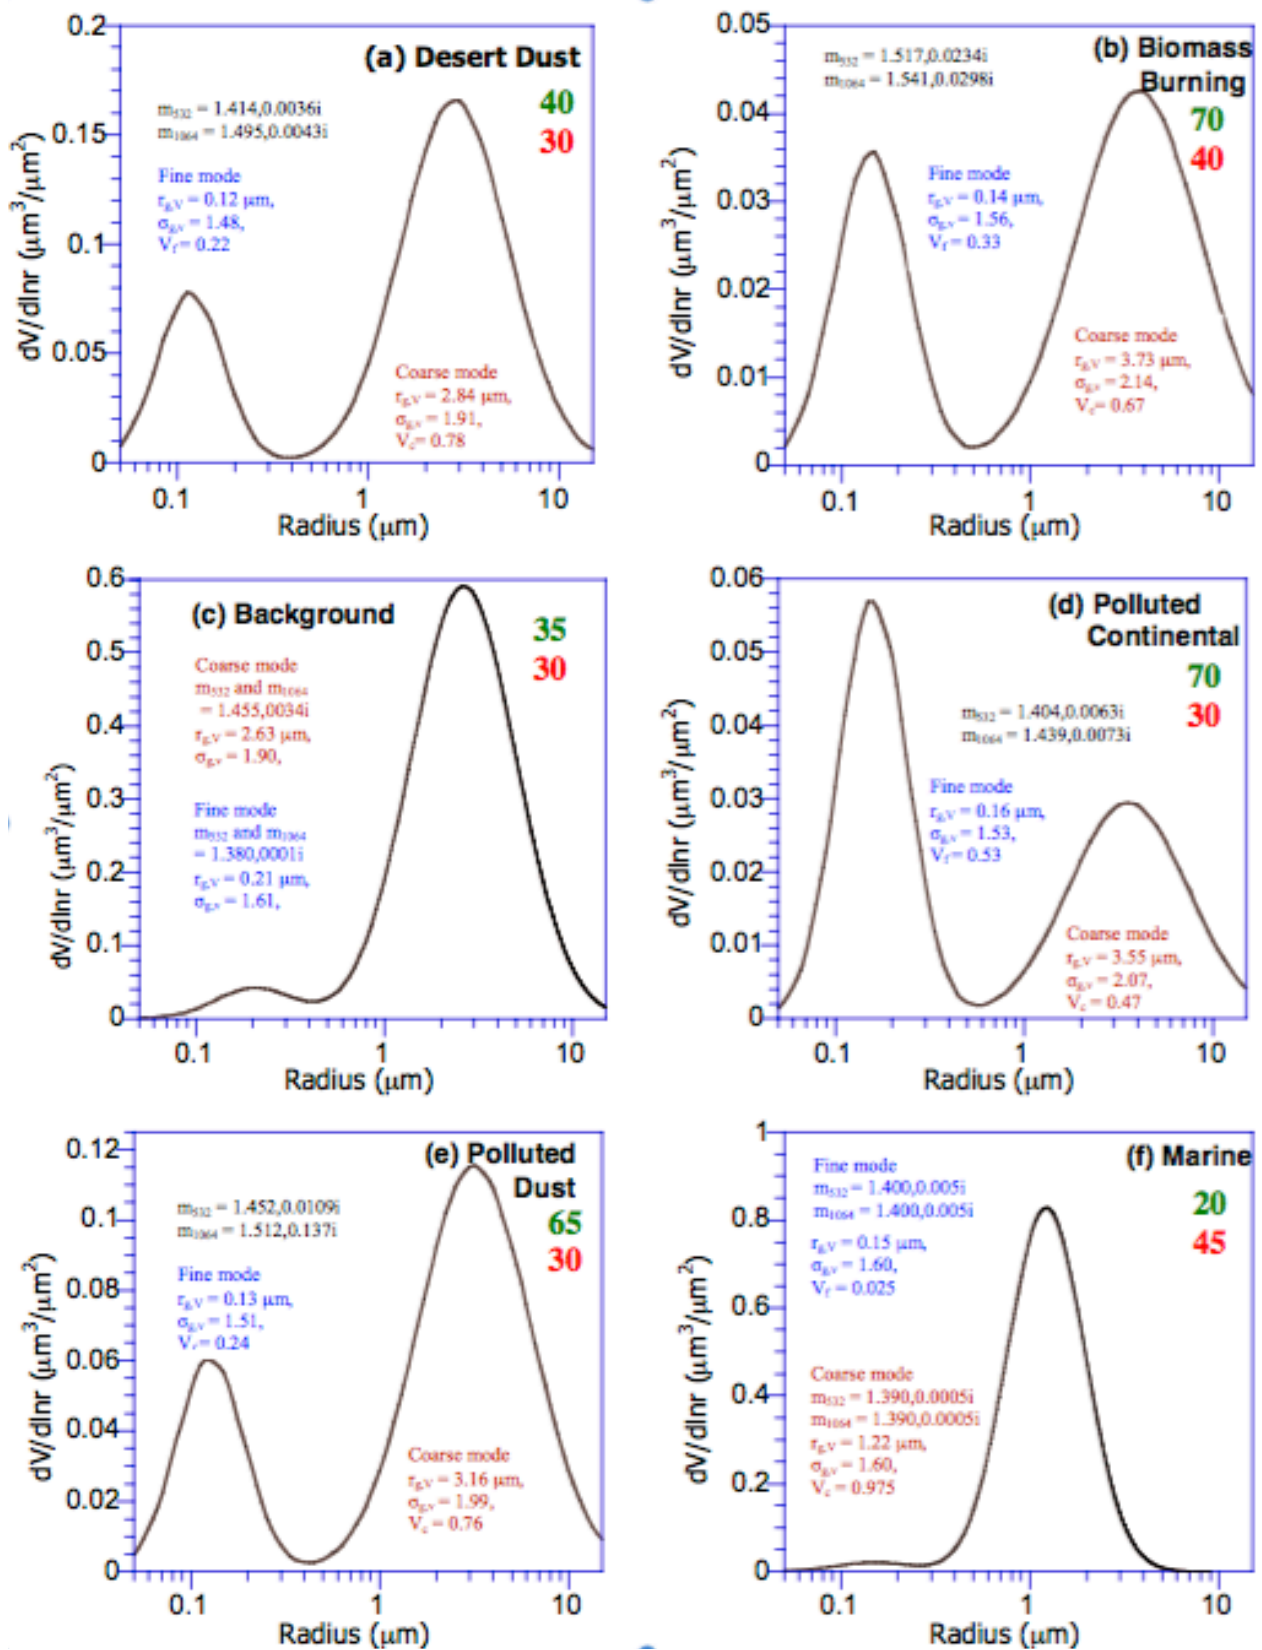 (a) Desert Dust
40
30
m532 = 1.414,0.0036i
m1064 = 1.495,0.0043i
Fine mode
rg,V = 0.12 μm,
σg,v = 1.48,
Vf = 0.22
Coarse mode
rg,V = 2.84 μm,
σg,v = 1.91,
Vc= 0.78
dV/dlnr (μm³/μm²)
0.2
0.15
0.1
0.05
0
0.1
1
10
Radius (μm)
(b) Biomass
Burning
70
40
m532 = 1.517,0.0234i
m1064 = 1.541,0.0298i
Fine mode
rg,V = 0.14 μm,
σg,v = 1.56,
Vf = 0.33
Coarse mode
rg,V = 3.73 μm,
σg,v = 2.14,
Vc= 0.67
dV/dlnr (μm³/μm²)
0.05
0.04
0.03
0.02
0.01
0
0.1
1
10
Radius (μm)
(c) Background
35
30
Coarse mode
m532 and m1064
= 1.455,0034i
rg,V = 2.63 μm,
σg,v = 1.90,
Fine mode
m532 and m1064
= 1.380,0001i
rg,V = 0.21 μm,
σg,v = 1.61,
dV/dlnr (μm³/μm²)
0.6
0.5
0.4
0.3
0.2
0.1
0
0.1
1
10
Radius (μm)
(d) Polluted
Continental
70
30
m532 = 1.404,0.0063i
m1064 = 1.439,0.0073i
Fine mode
rg,V = 0.16 μm,
σg,v = 1.53,
Vf = 0.53
Coarse mode
rg,V = 3.55 μm,
σg,v = 2.07,
Vc = 0.47
dV/dlnr (μm³/μm²)
0.06
0.05
0.04
0.03
0.02
0.01
0
0.1
1
10
Radius (μm)
(e) Polluted
Dust
65
30
m532 = 1.452,0.0109i
m1064 = 1.512,0.137i
Fine mode
rg,V = 0.13 μm,
σg,v = 1.51,
Vf = 0.24
Coarse mode
rg,V = 3.16 μm,
σg,v = 1.99,
Vc = 0.76
dV/dlnr (μm³/μm²)
0.12
0.1
0.08
0.06
0.04
0.02
0
0.1
1
10
Radius (μm)
(f) Marine
20
45
Fine mode
m532 = 1.400,0.005i
m1064 = 1.400,0.005i
rg,V = 0.15 μm,
σg,v = 1.60,
Vf = 0.025
Coarse mode
m532 = 1.390,0.0005i
m1064 = 1.390,0.0005i
rg,V = 1.22 μm,
σg,v = 1.60,
Vc = 0.975
dV/dlnr (μm³/μm²)
1
0.8
0.6
0.4
0.2
0
0.1
1
10
Radius (μm)